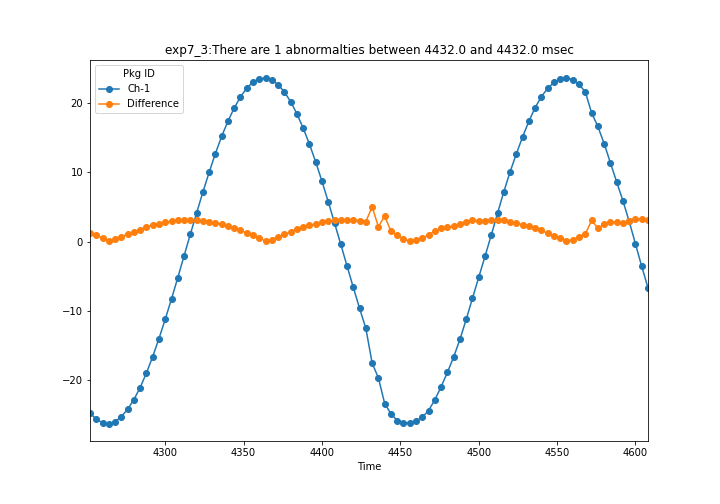 exp7_3:There are 1 abnormalties between 4432.0 and 4432.0 msec
Pkg ID
Ch-1
Difference
20
10
0
−10
−20
4300 4350 4400 4450 4500 4550 4600
Time